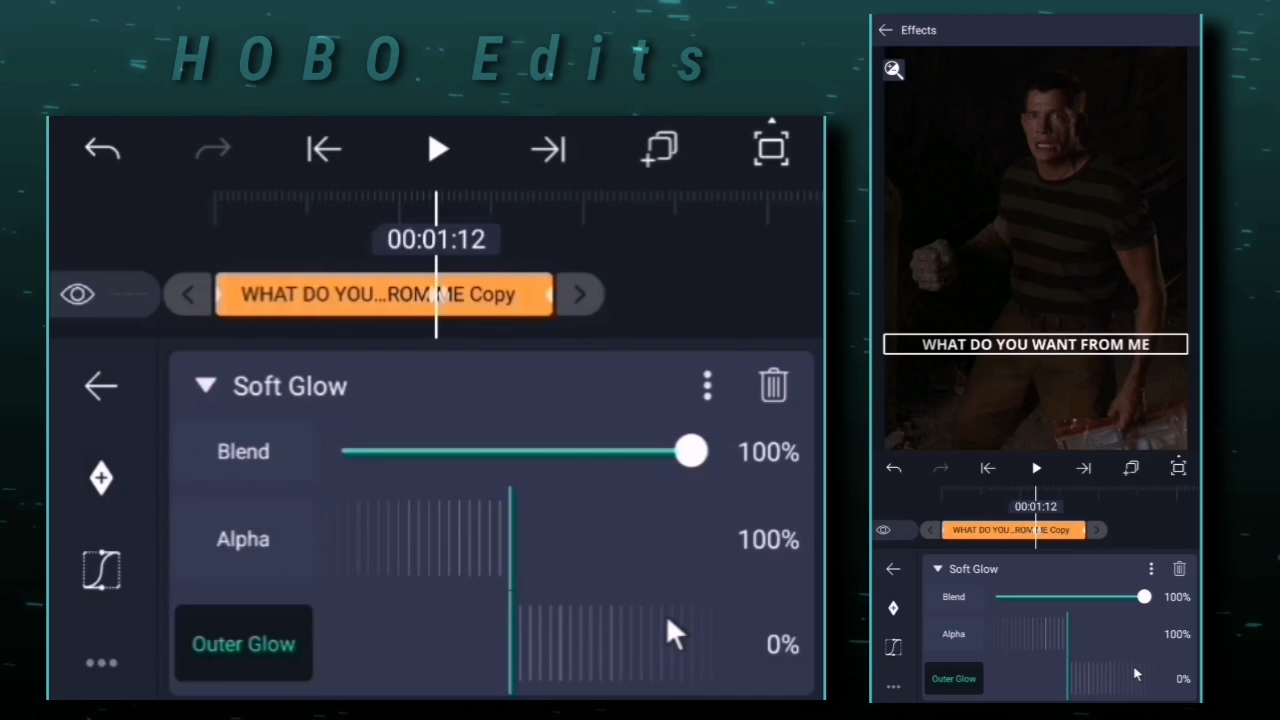 HOBO Edits
00:01:12
WHAT DO YOU...ROM ME Copy
Soft Glow
Blend
100%
Alpha
100%
Outer Glow
0%
Effects
WHAT DO YOU WANT FROM ME
00:01:12
WHAT DO YOU...ROM ME Copy
Soft Glow
Blend
100%
Alpha
100%
Outer Glow
0%